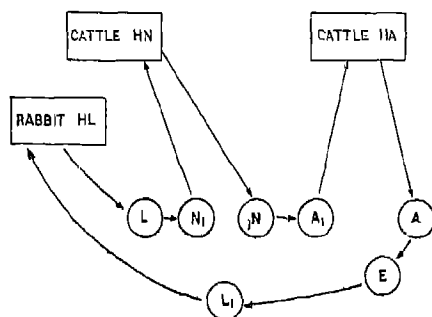 CATTLE HN
CATTLE HA
RABBIT HL
L
N₁
N
A₁
A
E
L₁